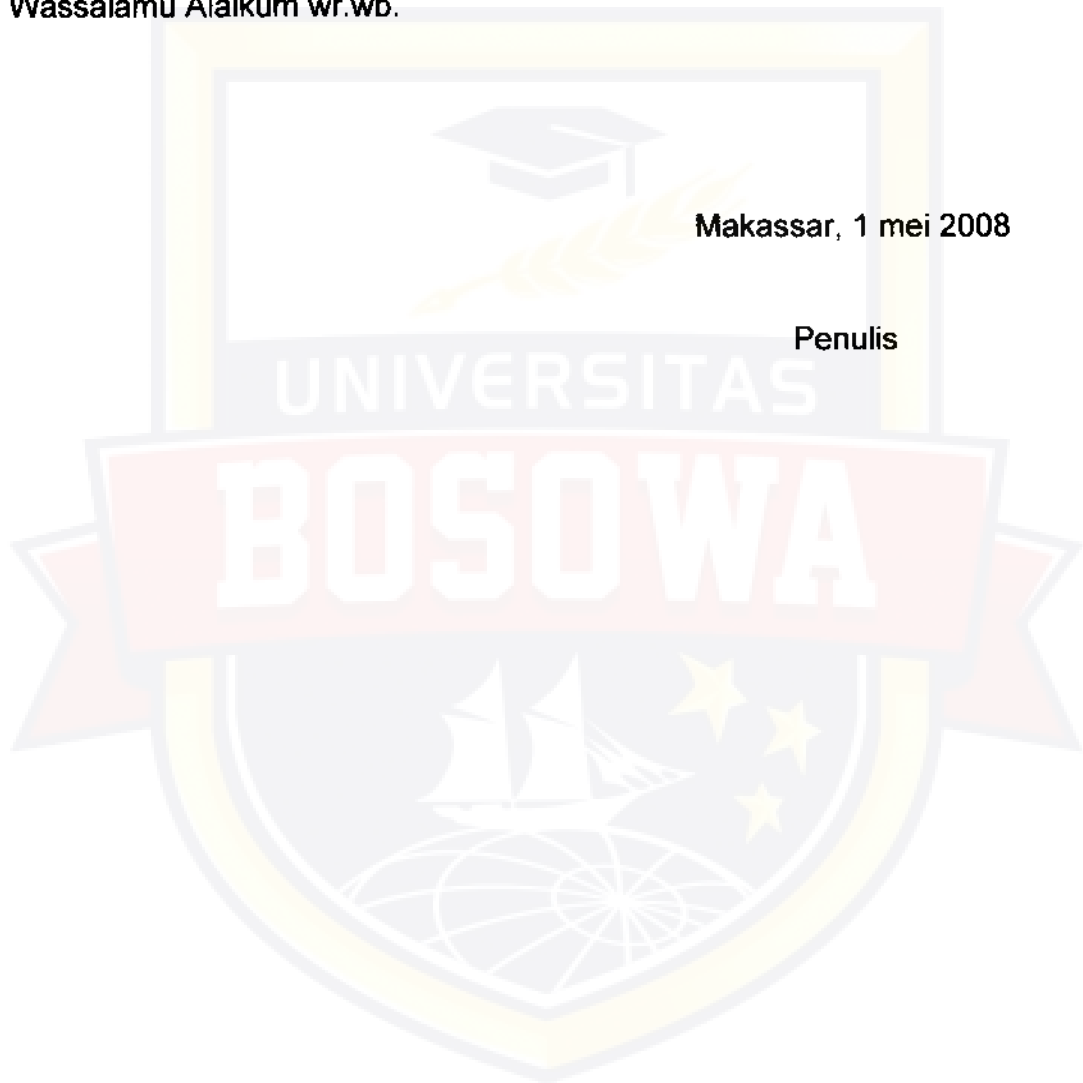 Wassalamu Alaikum wr.wb.
Makassar, 1 mei 2008
Penulis
UNIVERSITAS
BOSOWA